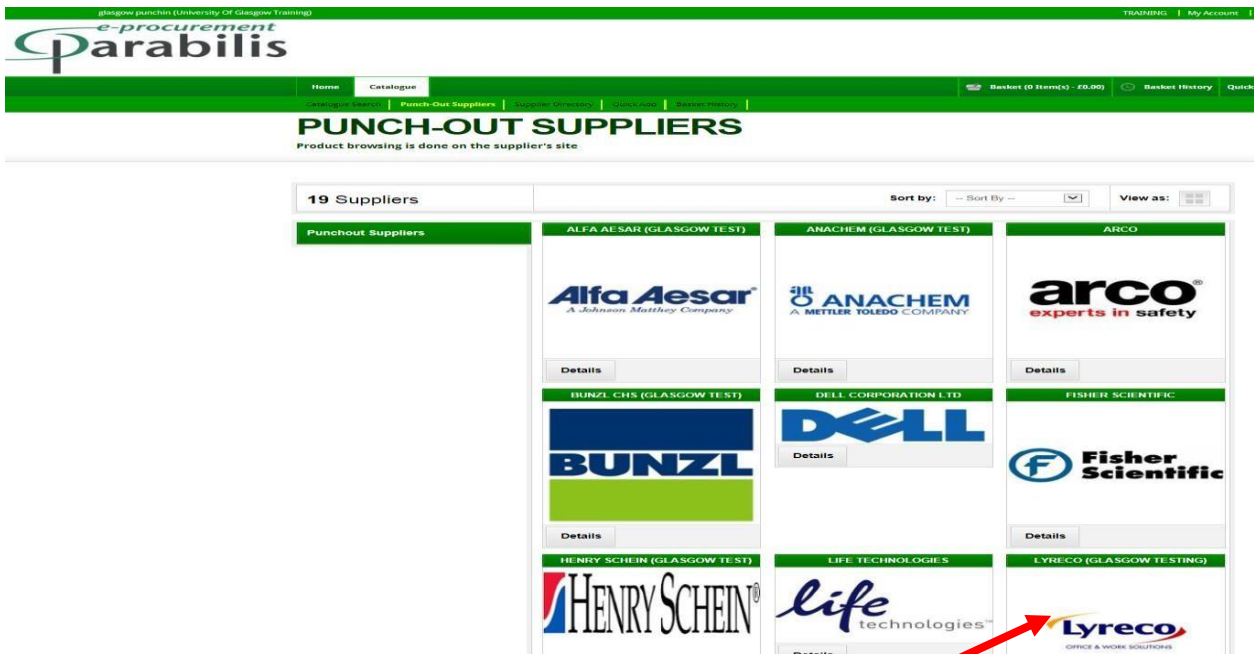 glasgow punchin (University Of Glasgow Training)
TRAINING | My Account |
e-procurement
Parabilis
Home Catalogue
Basket (0 Item(s) - £0.00) Basket History Quick
Catalogue Search | Punch-Out Suppliers | Supplier Directory | Quick Add | Basket History |
PUNCH-OUT SUPPLIERS
Product browsing is done on the supplier's site
19 Suppliers
Sort by: -- Sort By -- View as:
Punchout Suppliers
ALFA AESAR (GLASGOW TEST)
ANACHEM (GLASGOW TEST)
ARCO
Alfa Aesar
A Johnson Matthey Company
ANACHEM
A METTLER TOLEDO COMPANY
arco®
experts in safety
Details
Details
Details
BUNZL CHS (GLASGOW TEST)
DELL CORPORATION LTD
FISHER SCIENTIFIC
BUNZL
DELL
Details
Fisher
Scientific
Details
Details
HENRY SCHEIN (GLASGOW TEST)
LIFE TECHNOLOGIES
LYRECO (GLASGOW TESTING)
HENRY SCHEIN®
life
technologies™
Details
Lyreco
OFFICE & WORK SOLUTIONS